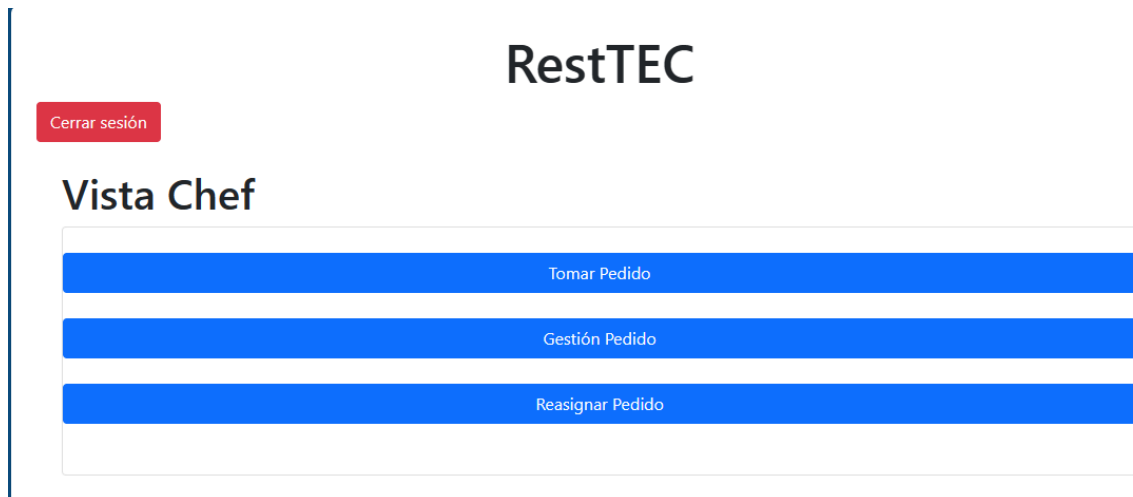 RestTEC
Cerrar sesión
Vista Chef
Tomar Pedido
Gestión Pedido
Reasignar Pedido